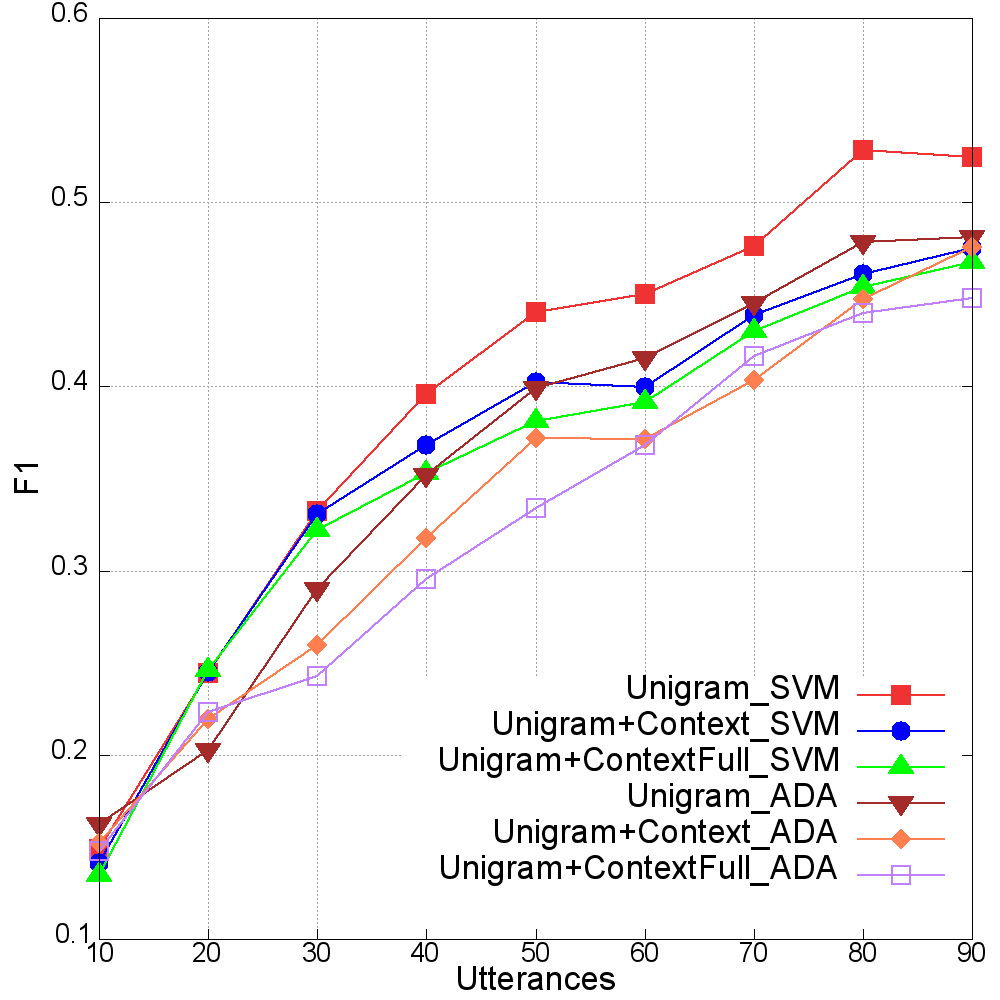 0.6
0.5
0.4
0.3
0.2
0.1
F1
10 20 30 40 50 60 70 80 90
Utterances
Unigram_SVM
Unigram+Context_SVM
Unigram+ContextFull_SVM
Unigram_ADA
Unigram+Context_ADA
Unigram+ContextFull_ADA